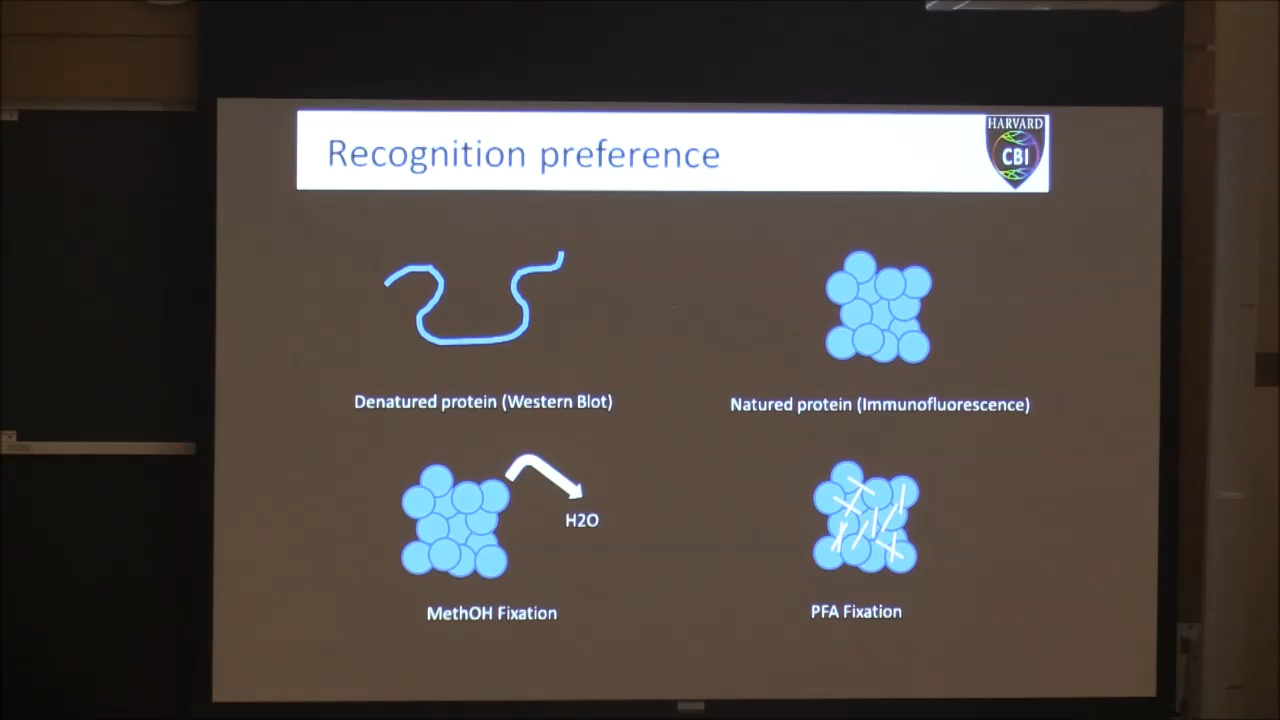 Recognition preference
HARVARD
CBI
Denatured protein (Western Blot)
Natured protein (Immunofluorescence)
H2O
MethOH Fixation
PFA Fixation